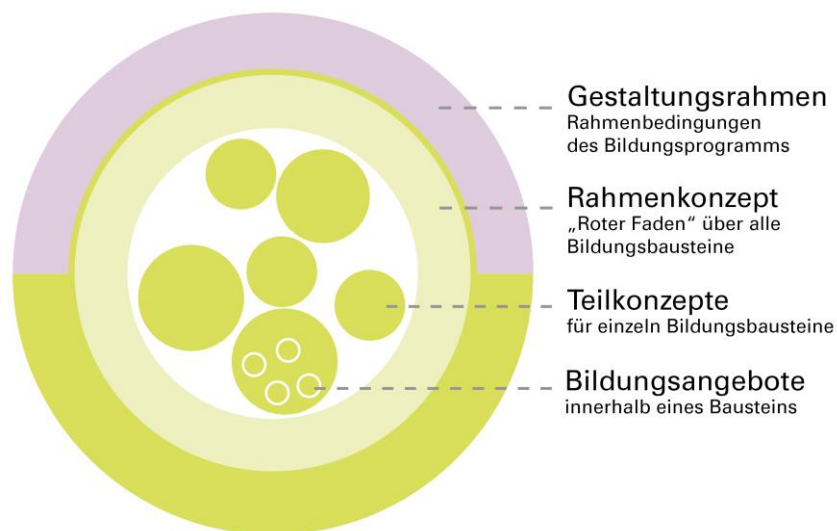 Gestaltungsrahmen
Rahmenbedingungen
des Bildungsprogramms
Rahmenkonzept
„Roter Faden“ über alle
Bildungsbausteine
Teilkonzepte
für einzeln Bildungsbausteine
Bildungsangebote
innerhalb eines Bausteins